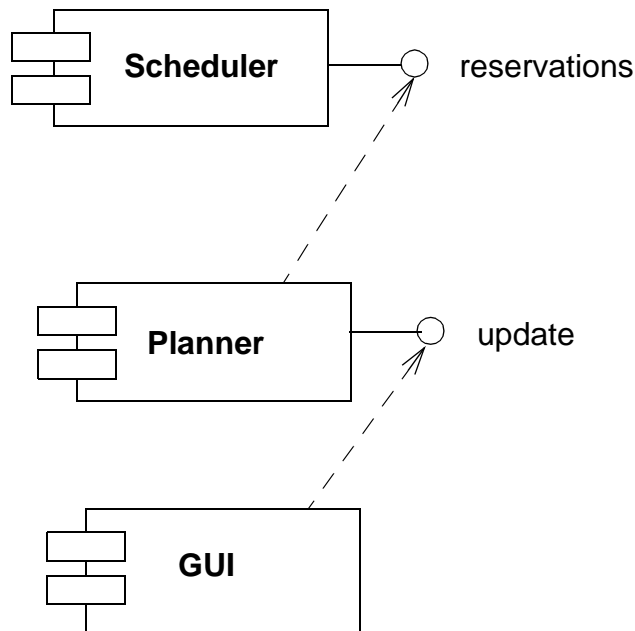 Scheduler
reservations
Planner
update
GUI